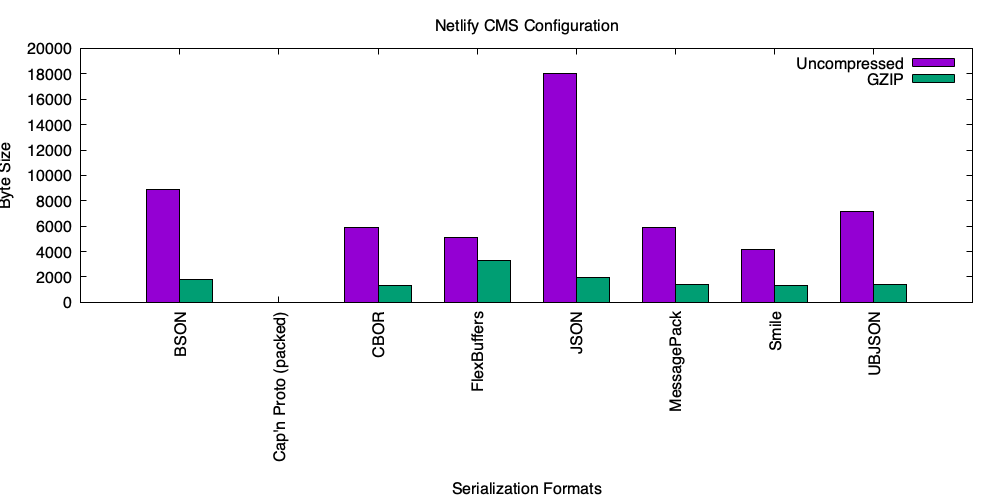 Netlify CMS Configuration
20000
18000
16000
14000
12000
10000
8000
6000
4000
2000
0
Byte Size
Uncompressed
GZIP
BSON
Cap'n Proto (packed)
CBOR
FlexBuffers
JSON
MessagePack
Smile
UBJSON
Serialization Formats